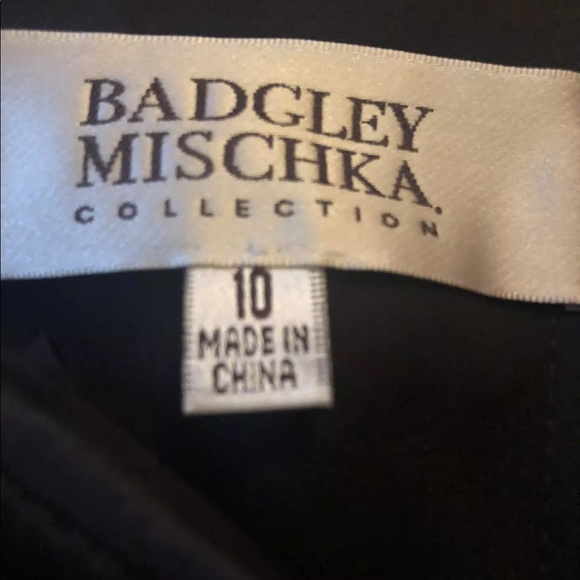 BADGLEY
MISCHKA.
COLLECTION
10
MADE IN
CHINA